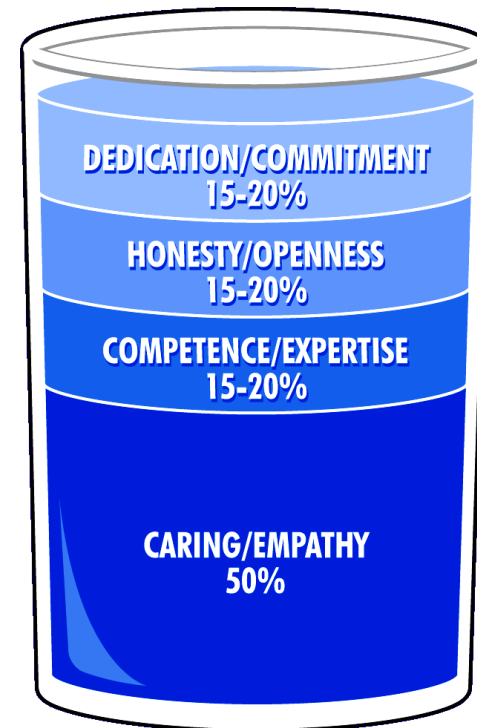 DEDICATION/COMMITMENT
15-20%
HONESTY/OPENNESS
15-20%
COMPETENCE/EXPERTISE
15-20%
CARING/EMPATHY
50%